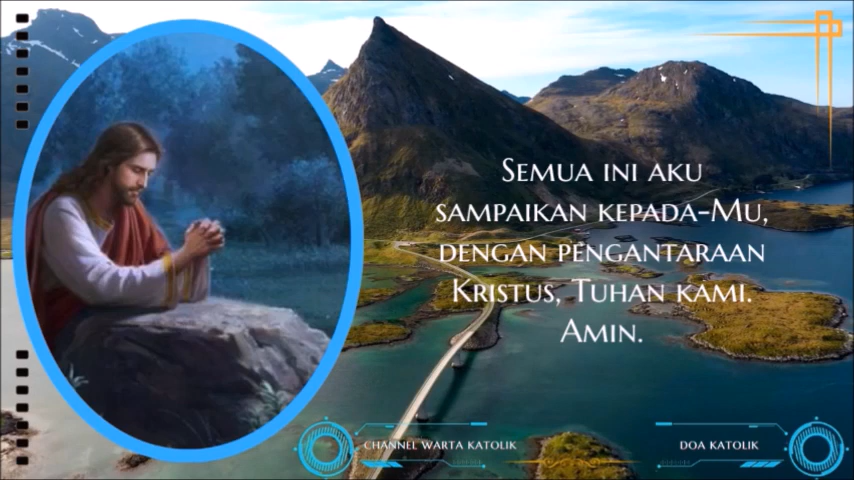 Semua ini aku
sampaikan kepada-Mu,
dengan pengantaraan
Kristus, Tuhan kami.
Amin.
CHANNEL WARTA KATOLIK
DOA KATOLIK